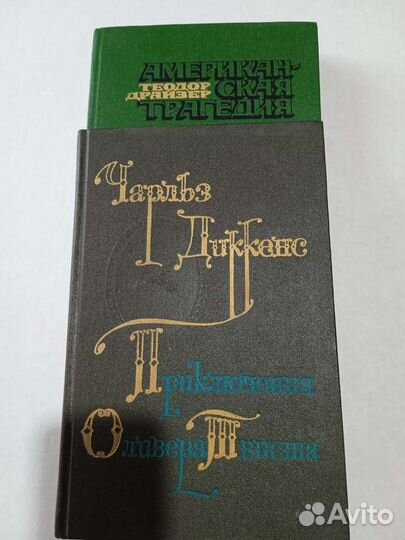 АМЕРИКАН-
ТЕОДОР СКАЯ
ДРАЙЗЕР
ТРАГЕДИЯ
Чарльз
Диккенс
Приключения
Оливера Твиста
Avito